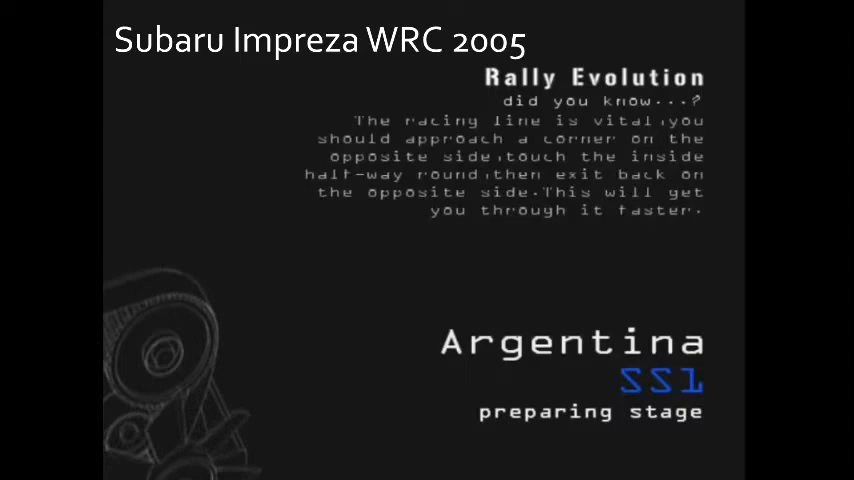 Subaru Impreza WRC 2005
Rally Evolution
did you know...?
The racing line is vital,you
should approach a corner on the
opposite side,touch the inside
half-way round,then exit back on
the opposite side.This will get
you through it faster.
Argentina
SS1
preparing stage